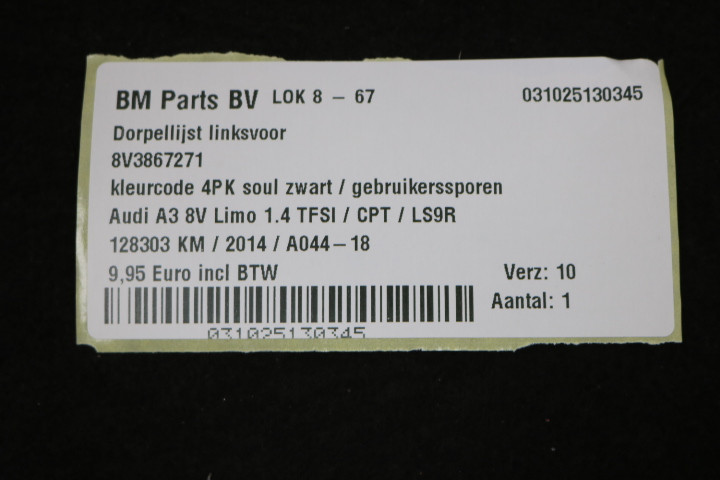 BM Parts BV LOK 8 – 67 031025130345
Dorpellijst linksvoor
8V3867271
kleurcode 4PK soul zwart / gebruikerssporen
Audi A3 8V Limo 1.4 TFSI / CPT / LS9R
128303 KM / 2014 / A044–18
9,95 Euro incl BTW Verz: 10
Aantal: 1
031025130345